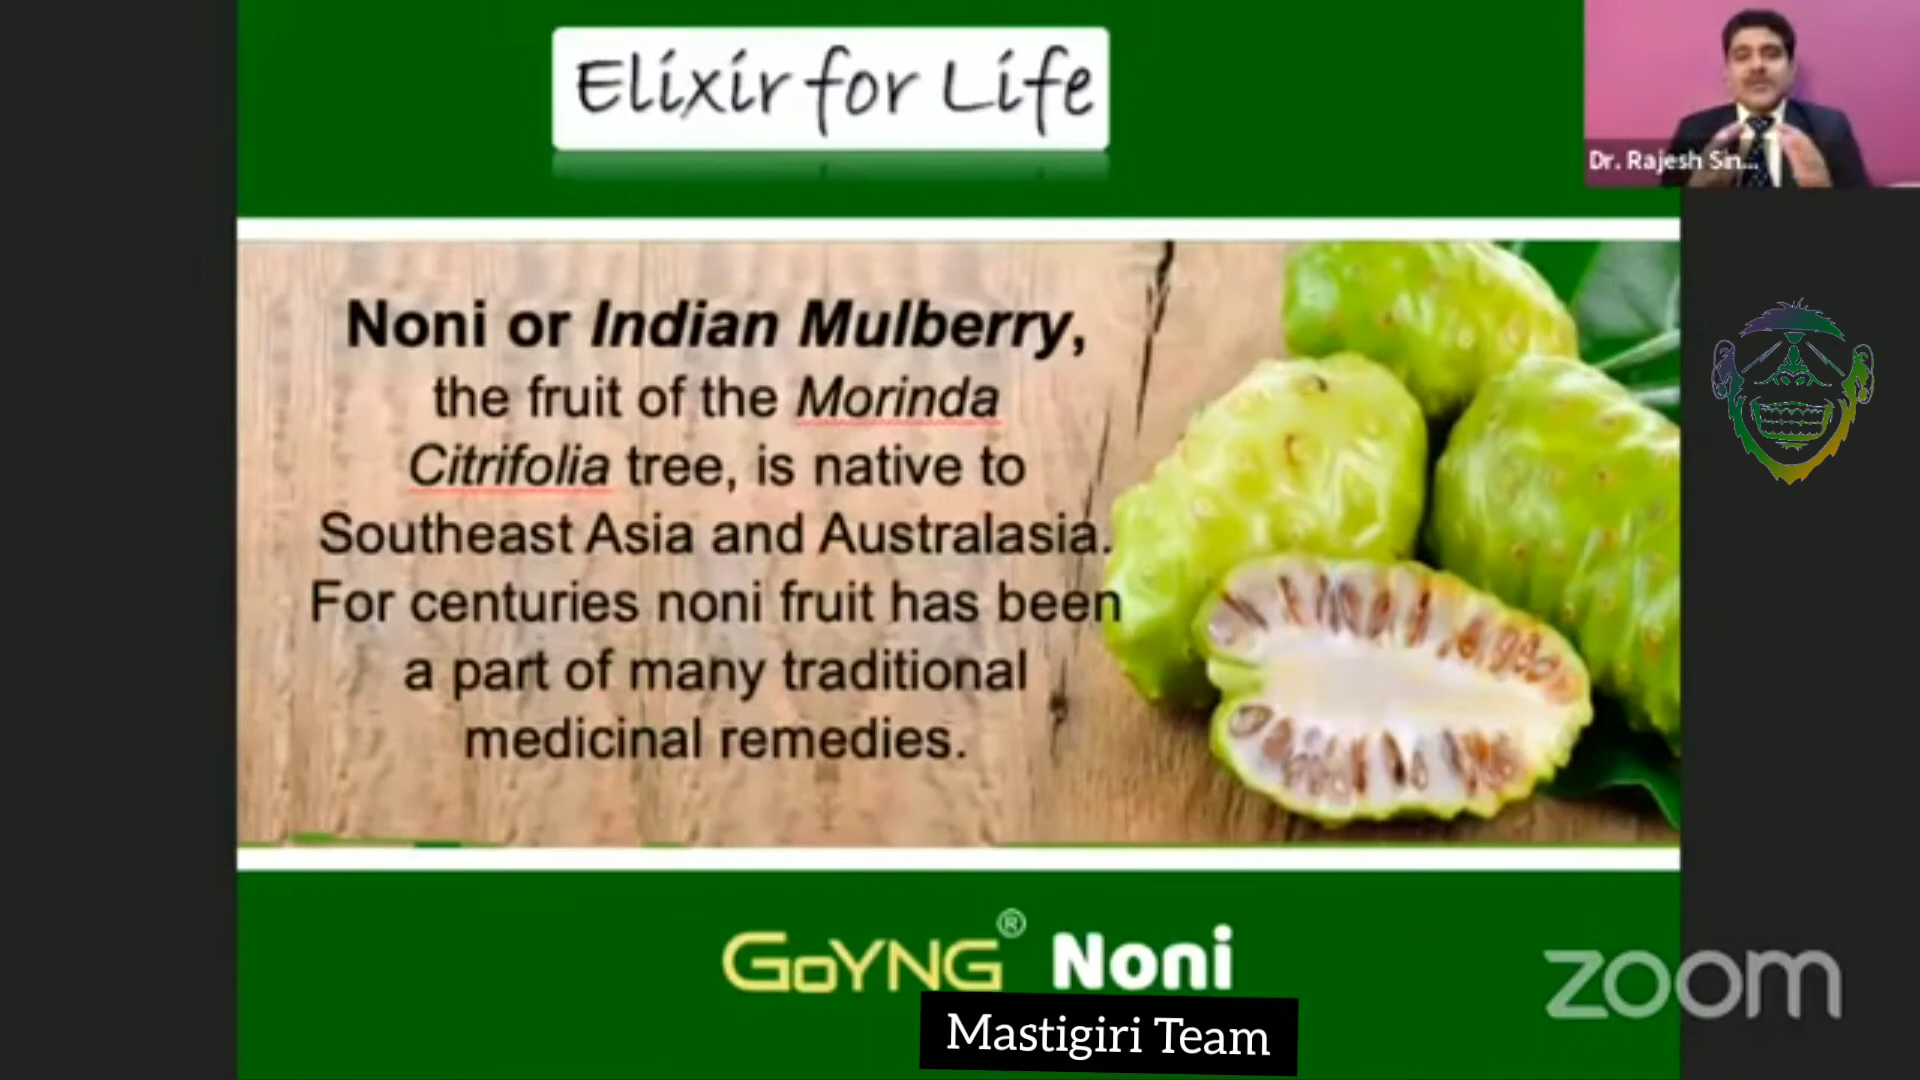 Elixir for Life
Dr. Rajesh Sin...
Noni or Indian Mulberry,
the fruit of the Morinda
Citrifolia tree, is native to
Southeast Asia and Australasia.
For centuries noni fruit has been
a part of many traditional
medicinal remedies.
GoYNG® Noni
zoom
Mastigiri Team